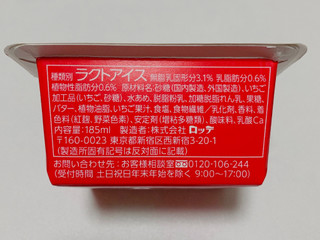 種類別 ラクトアイス 無脂乳固形分3.1% 乳脂肪分0.6%
植物性脂肪分0.6% 原材料名/砂糖(国内製造、外国製造)、いちご
加工品(いちご、砂糖)、水あめ、脱脂粉乳、加糖脱脂れん乳、果糖、
バター、植物油脂、いちご果汁、食塩、食物繊維/乳化剤、香料、着
色料(紅麹、野菜色素)、安定剤(増粘多糖類)、酸味料、乳酸Ca
内容量/185ml 製造者:株式会社 ロッテ
〒160-0023 東京都新宿区西新宿3-20-1
(製造所固有記号は反対面に記載)
お問い合わせ先:お客様相談室 0120-106-244
(受付時間 土日祝日年末年始を除く 9:00〜17:00)